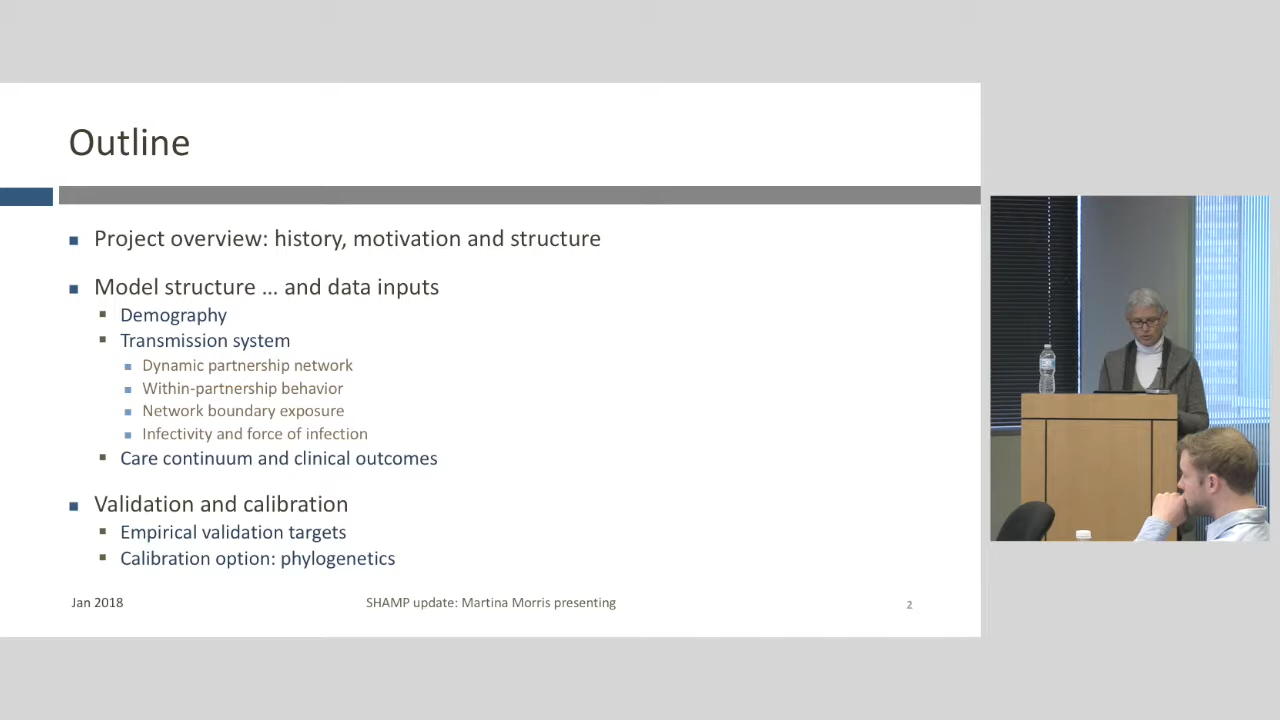 Outline
Project overview: history, motivation and structure
Model structure ... and data inputs
Demography
Transmission system
Dynamic partnership network
Within-partnership behavior
Network boundary exposure
Infectivity and force of infection
Care continuum and clinical outcomes
Validation and calibration
Empirical validation targets
Calibration option: phylogenetics
Jan 2018
SHAMP update: Martina Morris presenting
2